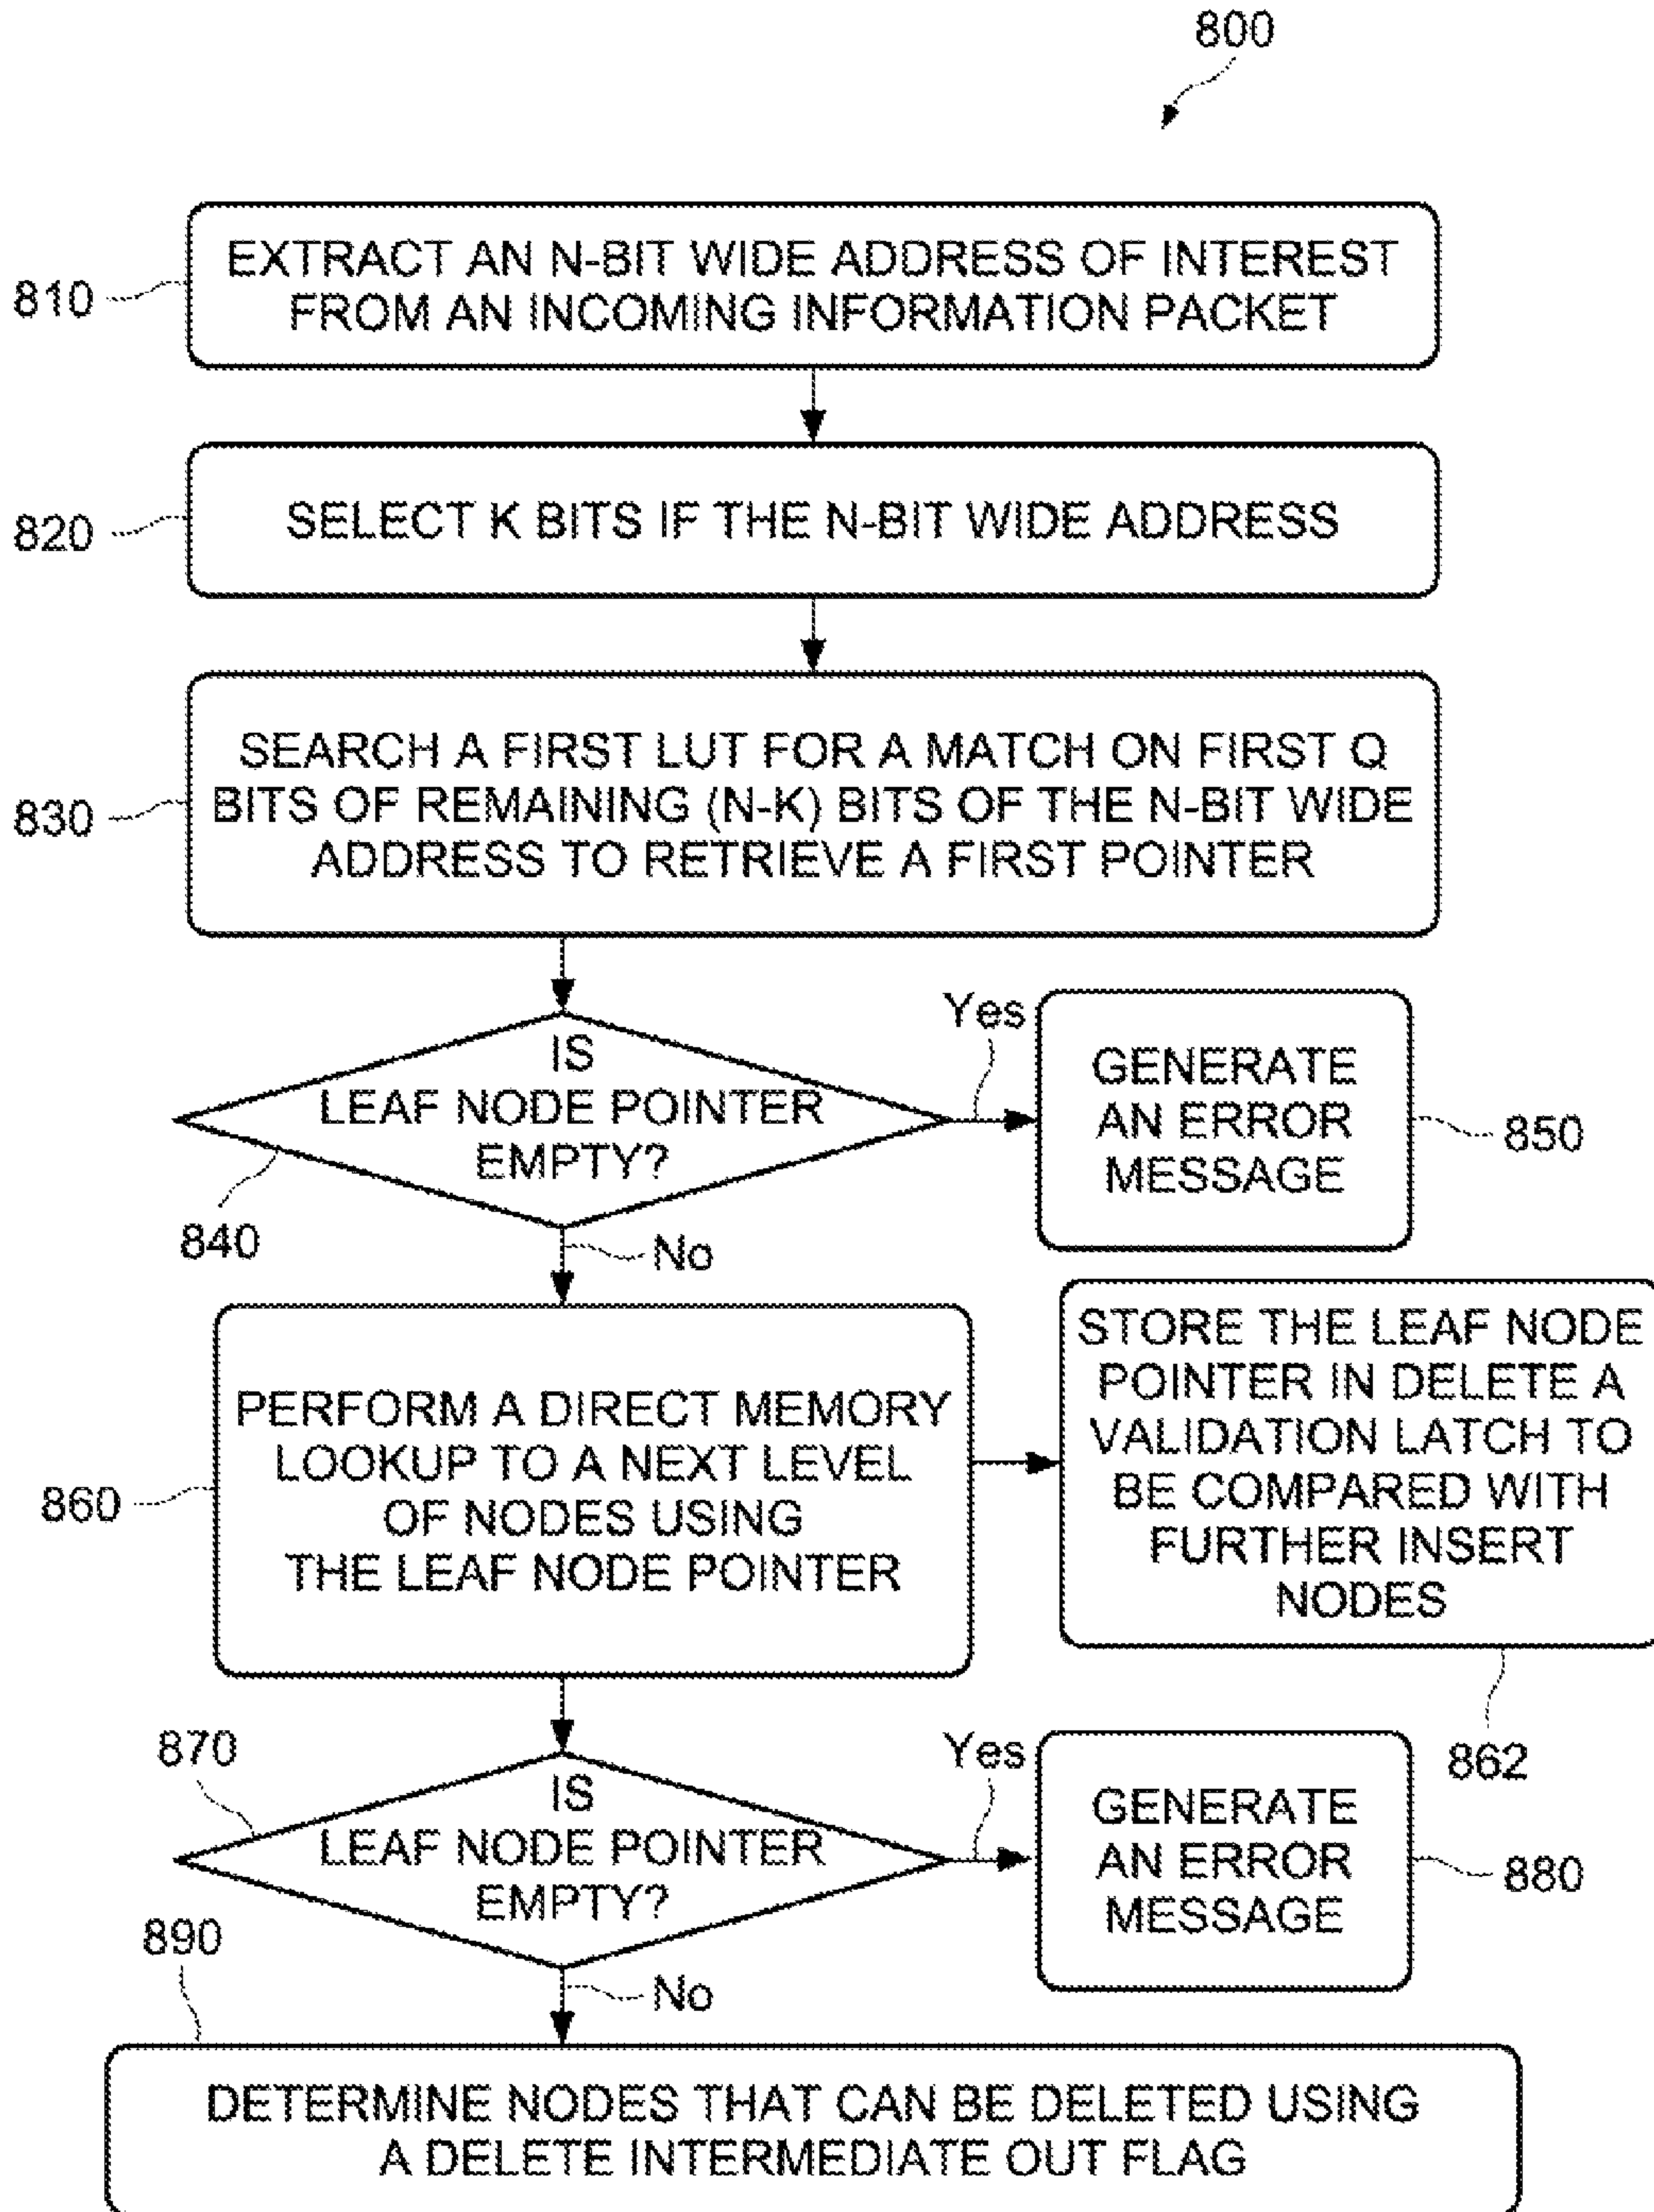 800
810
EXTRACT AN N-BIT WIDE ADDRESS OF INTEREST
FROM AN INCOMING INFORMATION PACKET
820
SELECT K BITS IF THE N-BIT WIDE ADDRESS
830
SEARCH A FIRST LUT FOR A MATCH ON FIRST Q
BITS OF REMAINING (N-K) BITS OF THE N-BIT WIDE
ADDRESS TO RETRIEVE A FIRST POINTER
IS
LEAF NODE POINTER
EMPTY?
840
Yes
GENERATE
AN ERROR
MESSAGE
850
No
860
PERFORM A DIRECT MEMORY
LOOKUP TO A NEXT LEVEL
OF NODES USING
THE LEAF NODE POINTER
STORE THE LEAF NODE
POINTER IN DELETE A
VALIDATION LATCH TO
BE COMPARED WITH
FURTHER INSERT
NODES
862
870
IS
LEAF NODE POINTER
EMPTY?
Yes
GENERATE
AN ERROR
MESSAGE
880
No
890
DETERMINE NODES THAT CAN BE DELETED USING
A DELETE INTERMEDIATE OUT FLAG